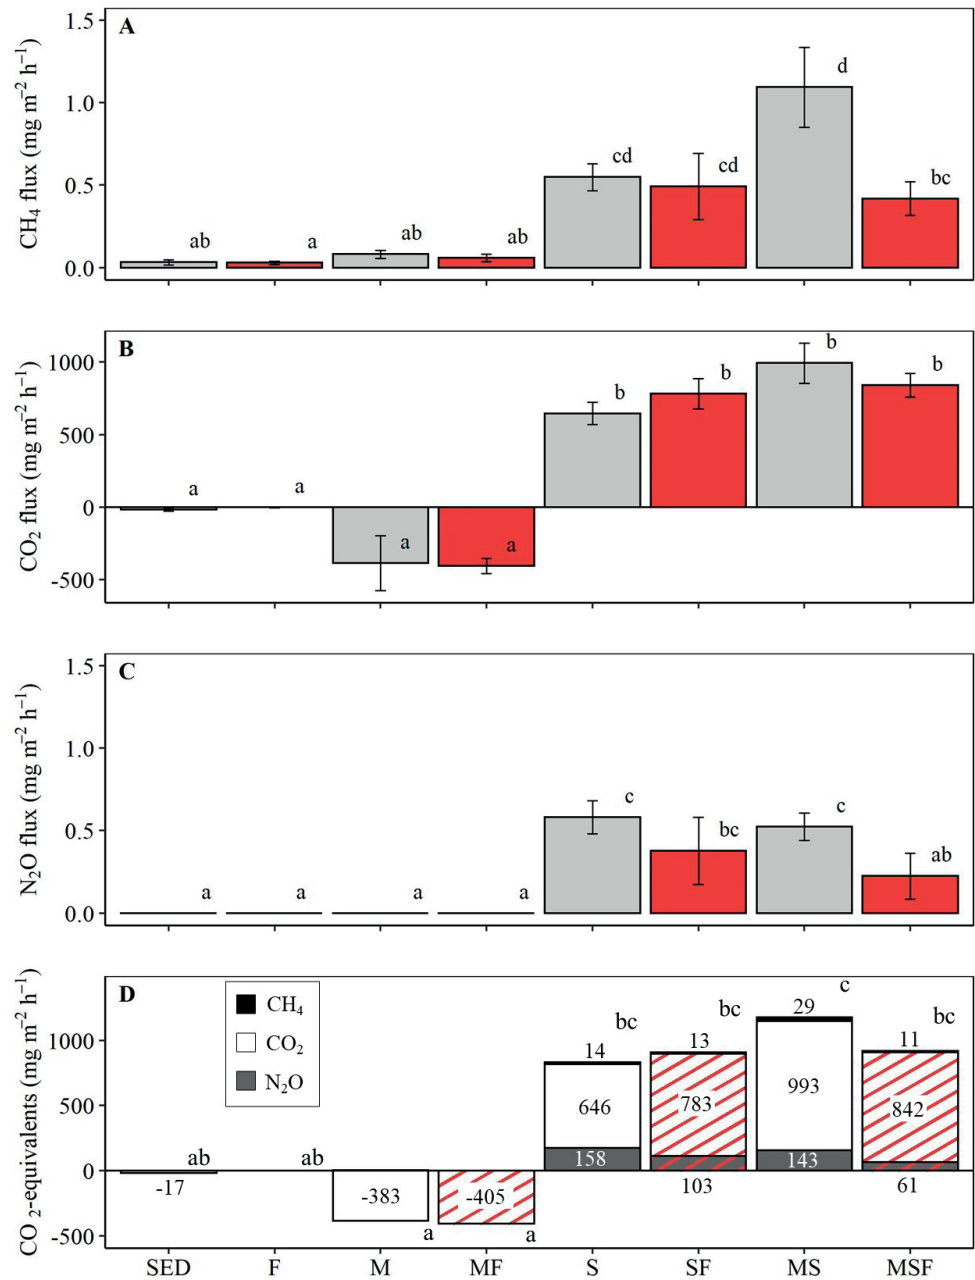 A
CH₄ flux (mg m⁻² h⁻¹)
1.5
1.0
0.5
0.0
ab
a
ab
ab
cd
cd
d
bc
B
CO₂ flux (mg m⁻² h⁻¹)
1000
500
0
-500
a
a
a
a
b
b
b
b
C
N₂O flux (mg m⁻² h⁻¹)
1.5
1.0
0.5
0.0
a
a
a
a
c
bc
c
ab
D
CO₂-equivalents (mg m⁻² h⁻¹)
1000
500
0
-500
CH₄
CO₂
N₂O
ab
-17
ab
-383
a
-405
a
bc
14
646
158
bc
13
783
103
c
29
993
143
bc
11
842
61
SED F M MF S SF MS MSF